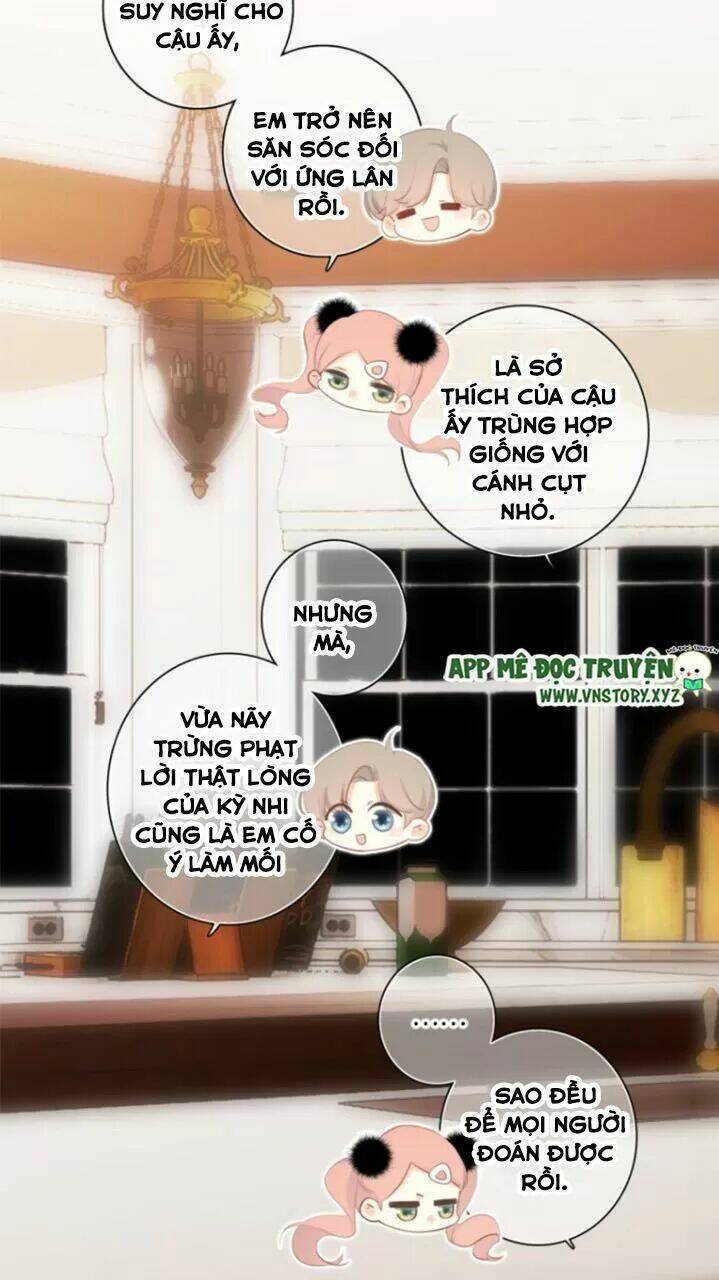 SUY NGHĨ CHO
CẬU ẤY,
EM TRỞ NÊN
SĂN SÓC ĐỐI
VỚI ỨNG LÂN
RỒI.
LÀ SỞ
THÍCH CỦA CẬU
ẤY TRÙNG HỢP
GIỐNG VỚI
CÁNH CỤT
NHỎ.
NHƯNG
MÀ,
MÊ ĐỌC TRUYỆN
APP MÊ ĐỌC TRUYỆN
WWW.VNSTORY.XYZ
VỪA NÃY
TRỪNG PHẠT
LỜI THẬT LÒNG
CỦA KỲ NHI
CŨNG LÀ EM CỐ
Ý LÀM MỐI
......
SAO ĐỀU
ĐỂ MỌI NGƯỜI
ĐOÁN ĐƯỢC
RỒI.